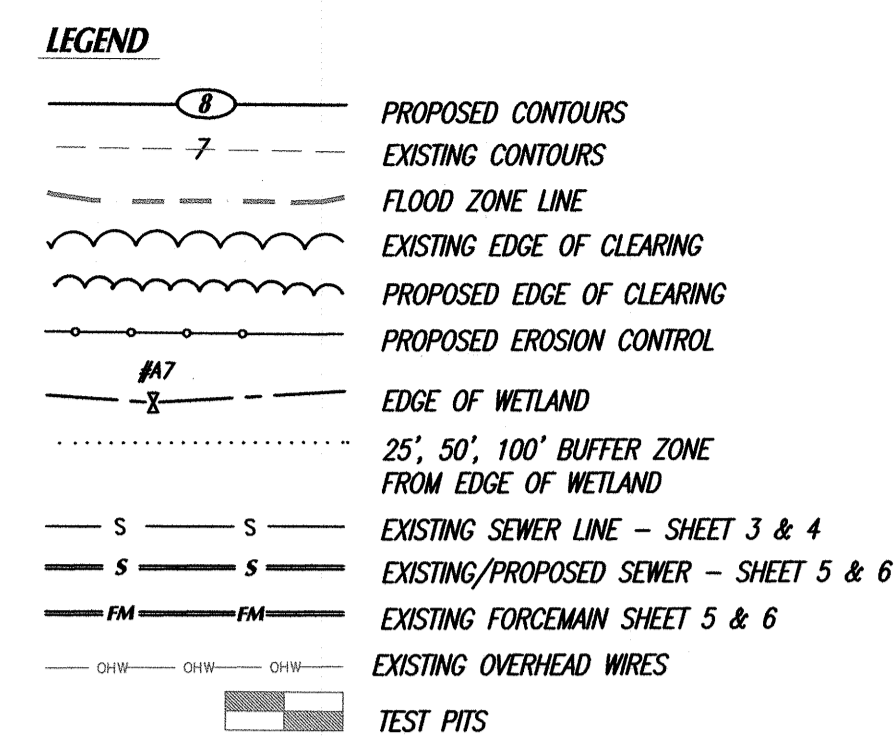 LEGEND
8 PROPOSED CONTOURS
7 EXISTING CONTOURS
FLOOD ZONE LINE
EXISTING EDGE OF CLEARING
PROPOSED EDGE OF CLEARING
PROPOSED EROSION CONTROL
#A7
EDGE OF WETLAND
25', 50', 100' BUFFER ZONE
FROM EDGE OF WETLAND
S S EXISTING SEWER LINE – SHEET 3 & 4
S S EXISTING/PROPOSED SEWER – SHEET 5 & 6
FM FM EXISTING FORCEMAIN SHEET 5 & 6
OHW OHW OHW EXISTING OVERHEAD WIRES
TEST PITS